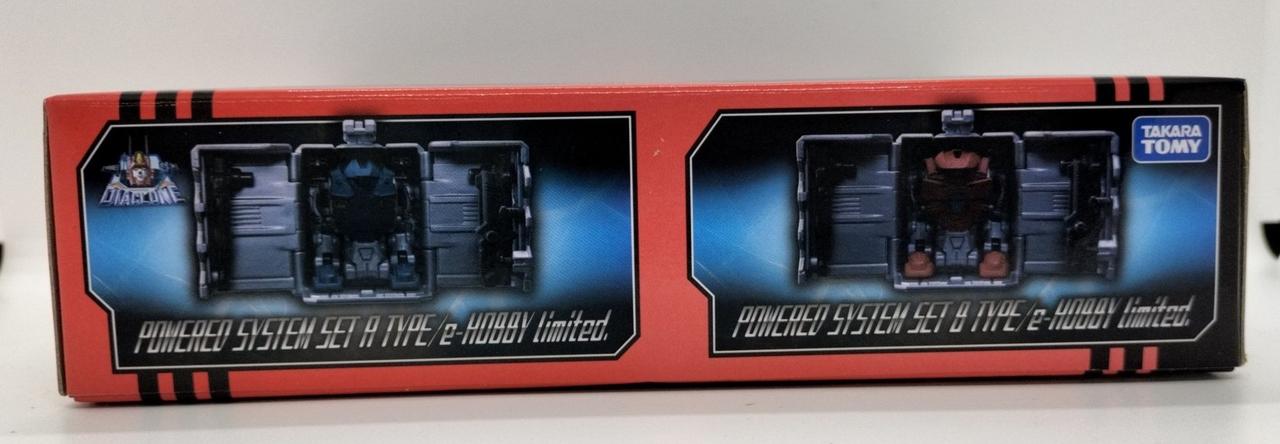 DIACLONE
POWERED SYSTEM SET A TYPE/e-HOBBY limited.
TAKARA
TOMY
POWERED SYSTEM SET B TYPE/e-HOBBY limited.